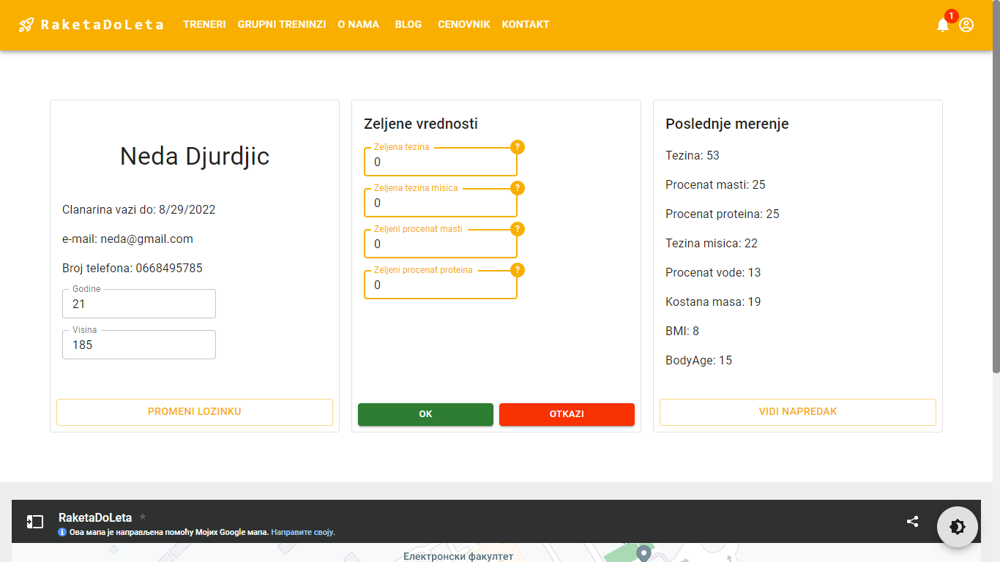 RaketaDoLeta TRENERI GRUPNI TRENINZI O NAMA BLOG CENOVNIK KONTAKT 1
Neda Djurdjic
Clanarina vazi do: 8/29/2022
e-mail: neda@gmail.com
Broj telefona: 0668495785
Godine
21
Visina
185
PROMENI LOZINKU
Zeljene vrednosti
Zeljena tezina ?
0
Zeljena tezina misica ?
0
Zeljeni procenat masti ?
0
Zeljeni procenat proteina ?
0
OK OTKAZI
Poslednje merenje
Tezina: 53
Procenat masti: 25
Procenat proteina: 25
Tezina misica: 22
Procenat vode: 13
Kostana masa: 19
BMI: 8
BodyAge: 15
VIDI NAPREDAK
RaketaDoLeta
Ова мапа је направљена помоћу Мојих Google мапа. Направите своју.
Електронски факултет